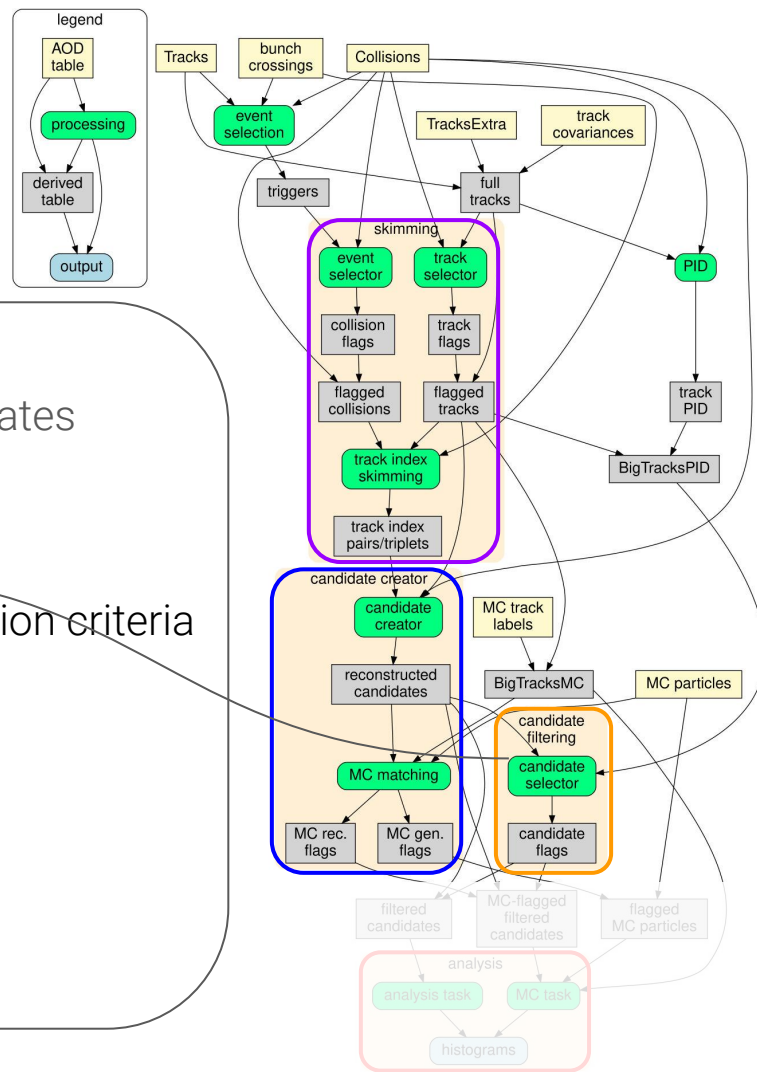 legend
AOD
table
processing
derived
table
output
Tracks
bunch
crossings
Collisions
event
selection
TracksExtra
track
covariances
triggers
full
tracks
skimming
event
selector
track
selector
PID
collision
flags
track
flags
flagged
collisions
flagged
tracks
track
PID
track index
skimming
BigTracksPID
track index
pairs/triplets
ates
ion criteria
candidate creator
candidate
creator
MC track
labels
reconstructed
candidates
BigTracksMC
MC particles
candidate
filtering
MC matching
candidate
selector
MC rec.
flags
MC gen.
flags
candidate
flags
filtered
candidates
MC-flagged
filtered
candidates
flagged
MC particles
analysis
analysis task
MC task
histograms